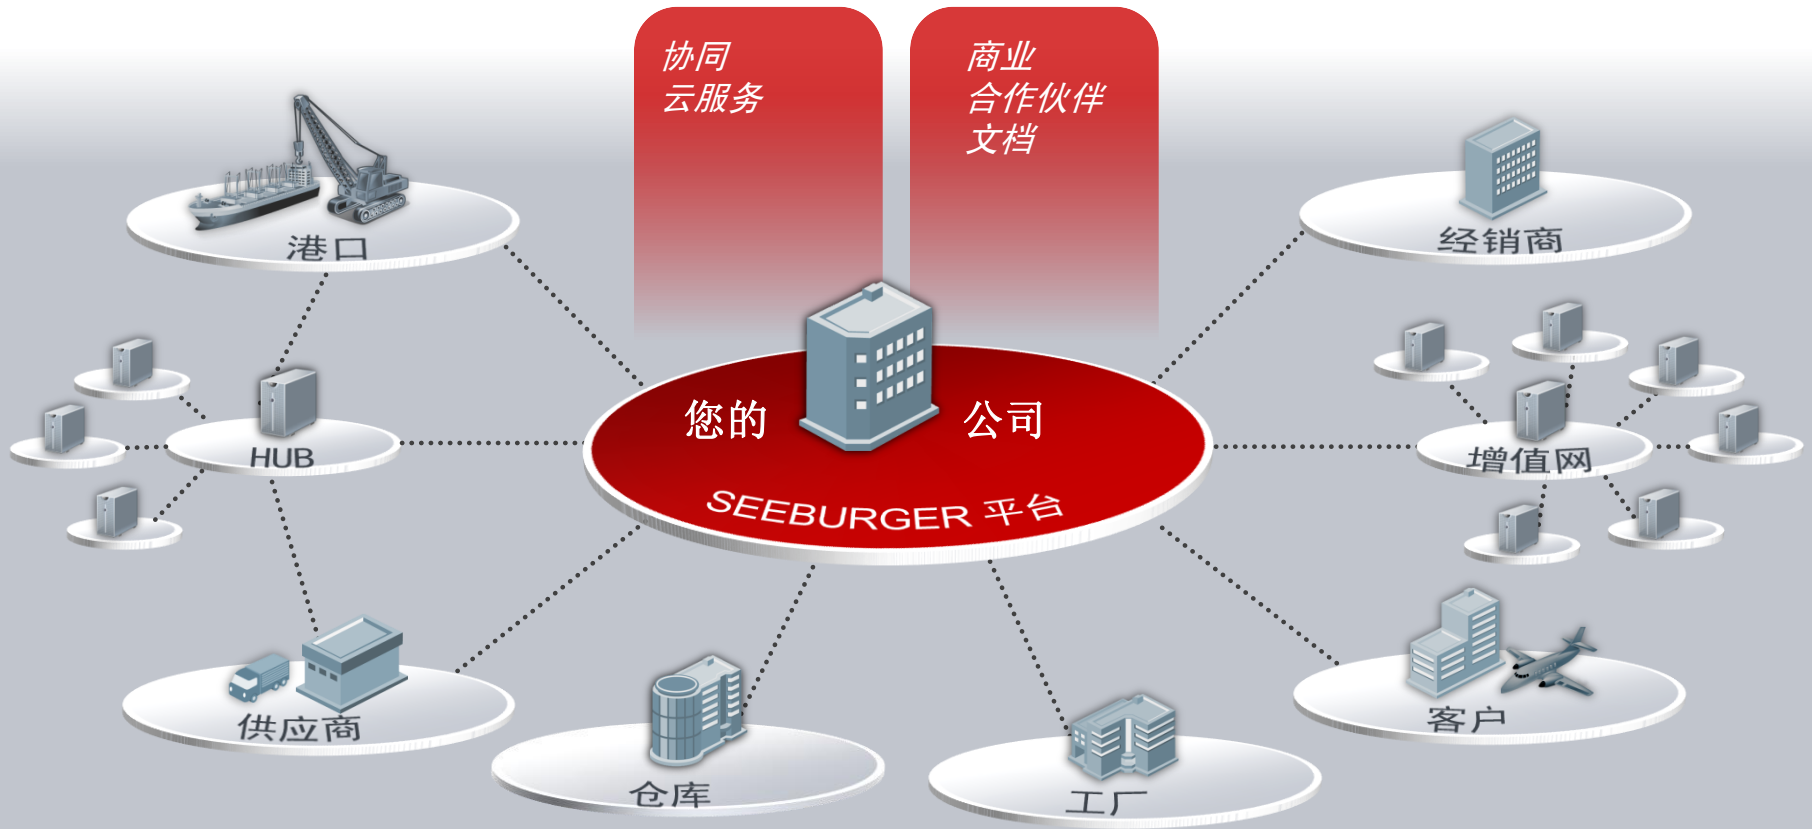 协同
云服务
商业
合作伙伴
文档
港口
经销商
您的
公司
HUB
增值网
SEEBURGER 平台
供应商
客户
仓库
工厂